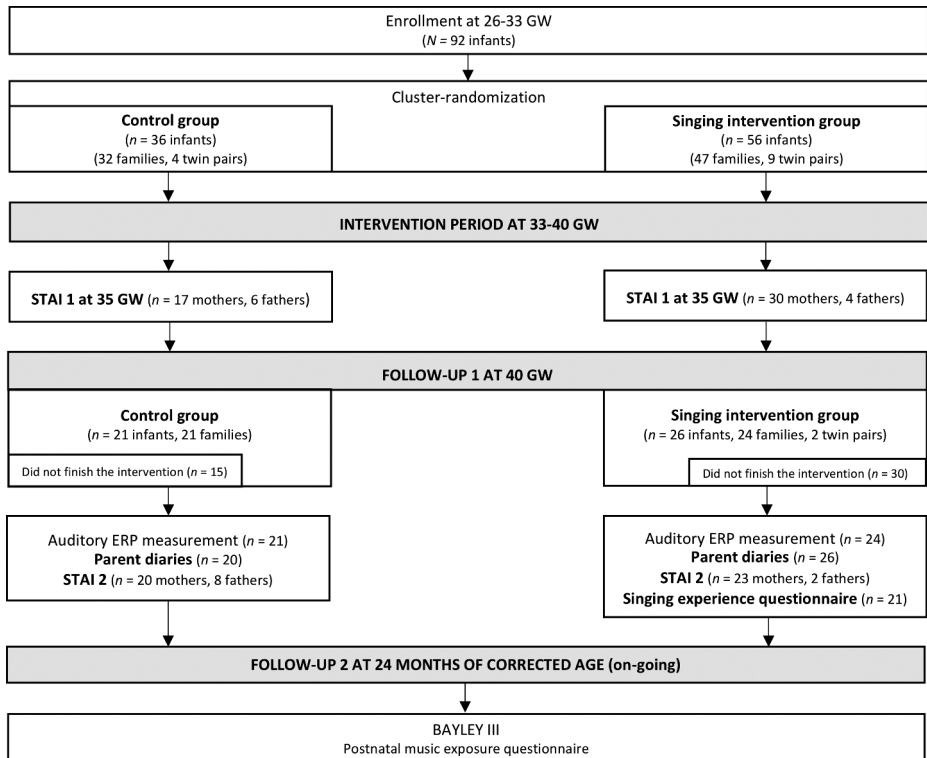 Enrollment at 26-33 GW
(N = 92 infants)
Cluster-randomization
Control group
(n = 36 infants)
(32 families, 4 twin pairs)
Singing intervention group
(n = 56 infants)
(47 families, 9 twin pairs)
INTERVENTION PERIOD AT 33-40 GW
STAI 1 at 35 GW (n = 17 mothers, 6 fathers)
STAI 1 at 35 GW (n = 30 mothers, 4 fathers)
FOLLOW-UP 1 AT 40 GW
Control group
(n = 21 infants, 21 families)
Did not finish the intervention (n = 15)
Singing intervention group
(n = 26 infants, 24 families, 2 twin pairs)
Did not finish the intervention (n = 30)
Auditory ERP measurement (n = 21)
Parent diaries (n = 20)
STAI 2 (n = 20 mothers, 8 fathers)
Auditory ERP measurement (n = 24)
Parent diaries (n = 26)
STAI 2 (n = 23 mothers, 2 fathers)
Singing experience questionnaire (n = 21)
FOLLOW-UP 2 AT 24 MONTHS OF CORRECTED AGE (on-going)
BAYLEY III
Postnatal music exposure questionnaire